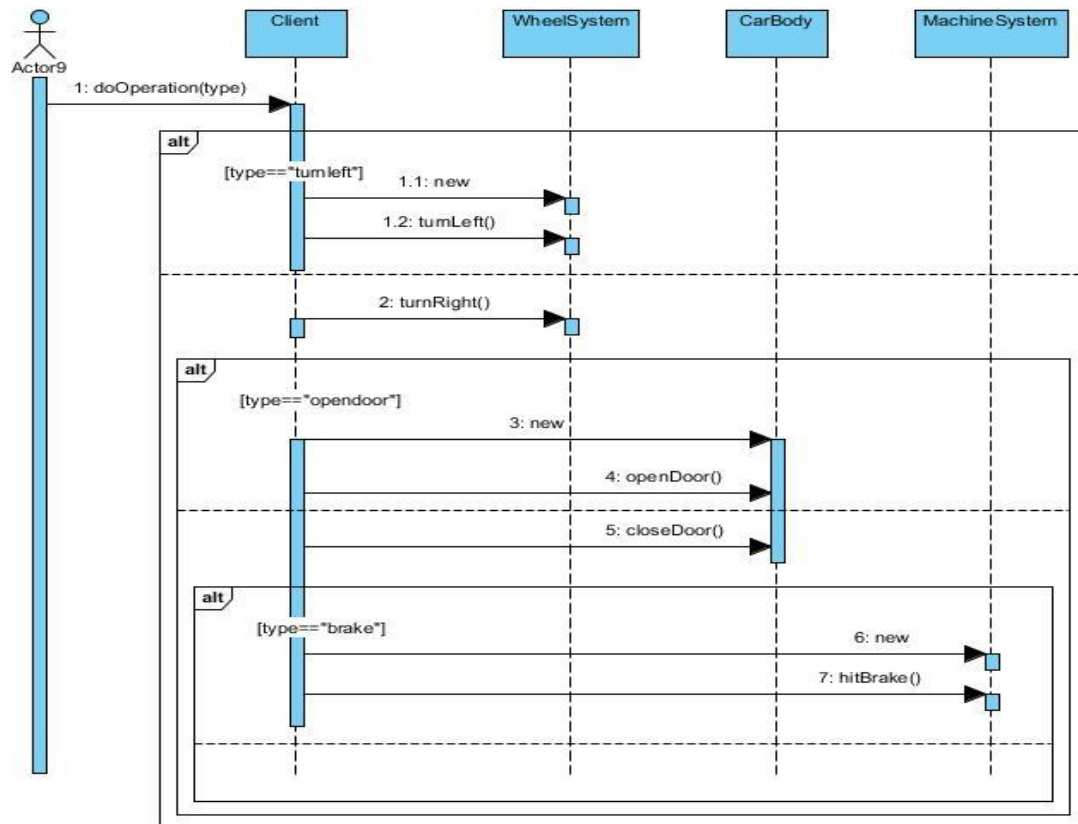 Client
WheelSystem
CarBody
MachineSystem
Actor9
1: doOperation(type)
alt
[type=="turnleft"]
1.1: new
1.2: turnLeft()
2: turnRight()
alt
[type=="opendoor"]
3: new
4: openDoor()
5: closeDoor()
alt
[type=="brake"]
6: new
7: hitBrake()